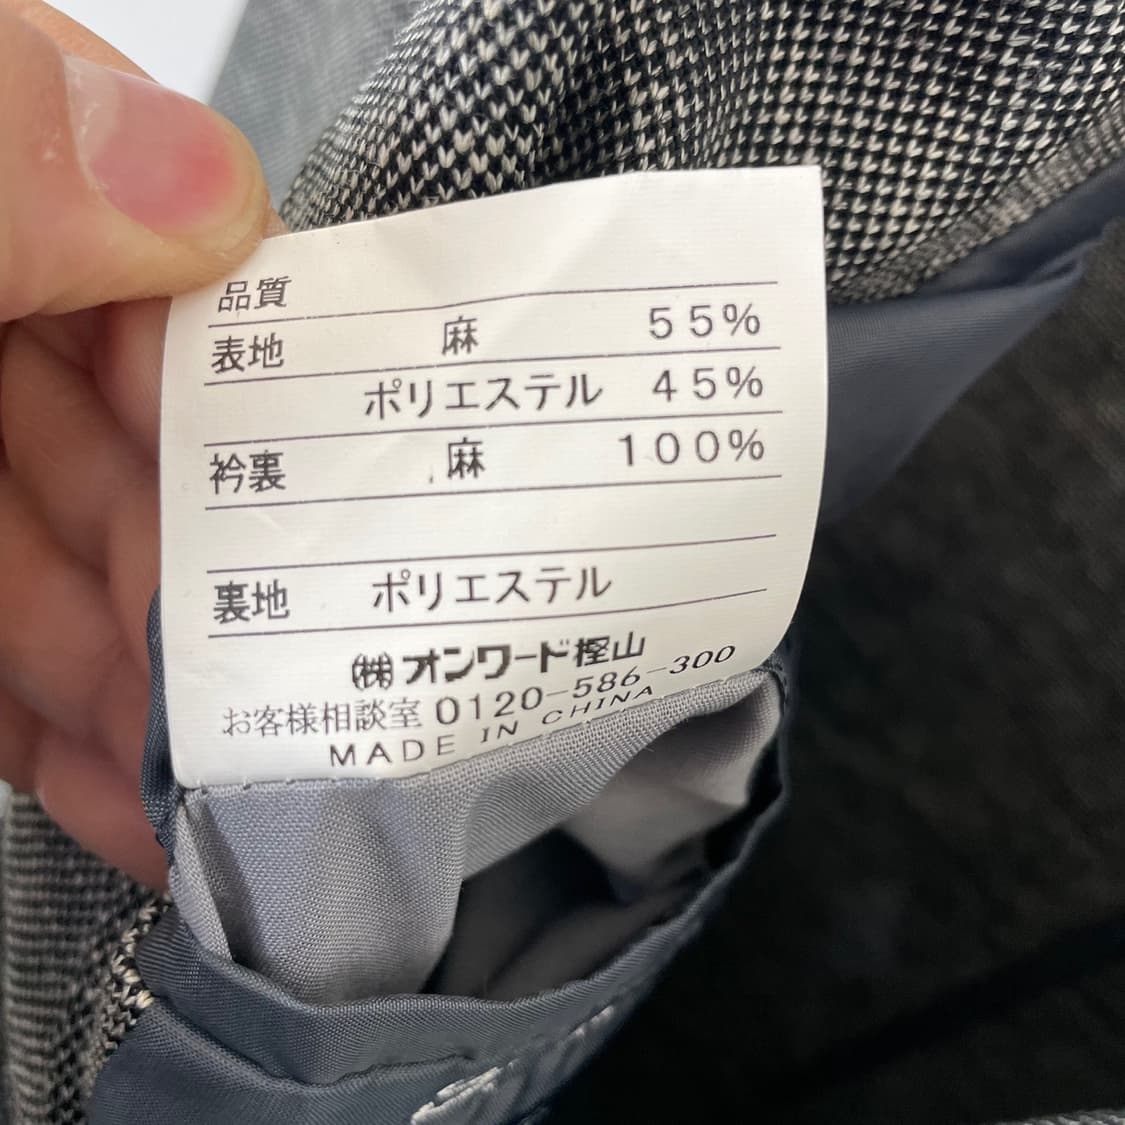 品質
表地 麻 55%
ポリエステル 45%
衿裏 麻 100%
裏地 ポリエステル
㈱オンワード樫山
お客様相談室 0120-586-300
MADE IN CHINA